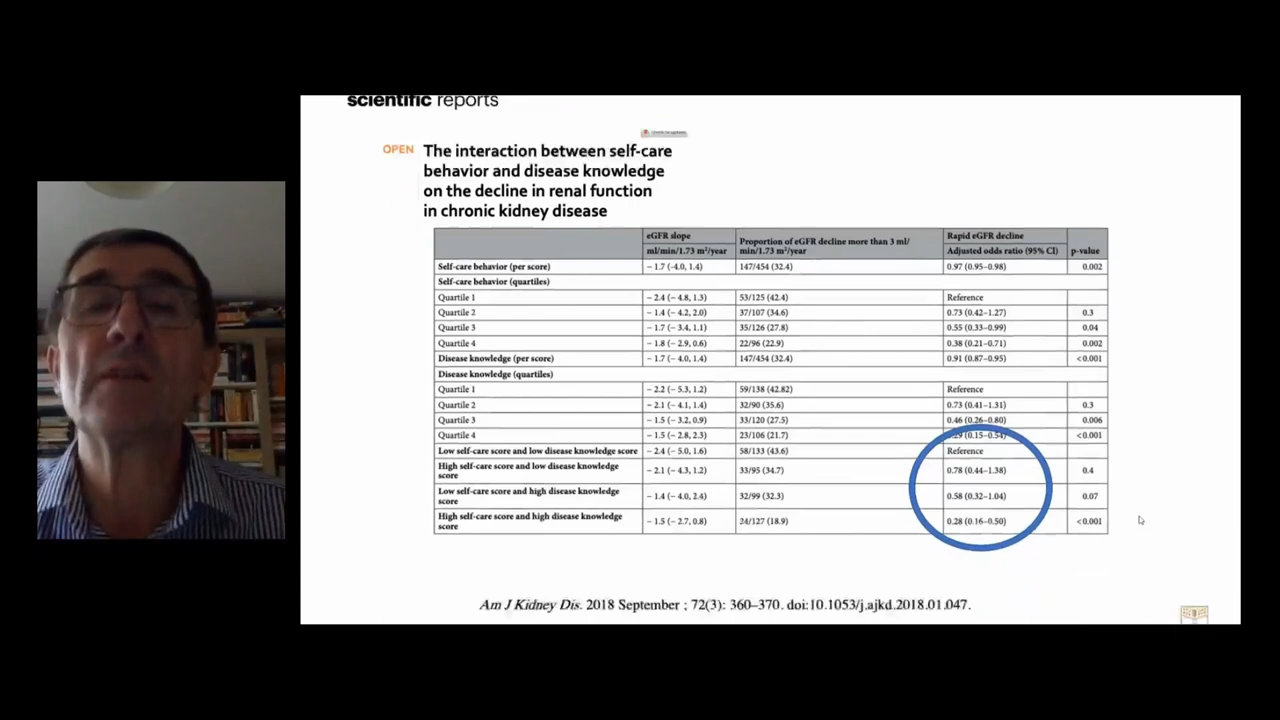 scientific reports
OPEN
The interaction between self-care
behavior and disease knowledge
on the decline in renal function
in chronic kidney disease
eGFR slope
ml/min/1.73 m²/year
Proportion of eGFR decline more than 3 ml/
min/1.73 m²/year
Rapid eGFR decline
Adjusted odds ratio (95% CI)
p-value
Self-care behavior (per score) − 1.7 (-4.0, 1.4) 147/454 (32.4) 0.97 (0.95–0.98) 0.002
Self-care behavior (quartiles)
Quartile 1 − 2.4 (− 4.8, 1.3) 53/125 (42.4) Reference
Quartile 2 − 1.4 (− 4.2, 2.0) 37/107 (34.6) 0.73 (0.42–1.27) 0.3
Quartile 3 − 1.7 (− 3.4, 1.1) 35/126 (27.8) 0.55 (0.33–0.99) 0.04
Quartile 4 − 1.8 (− 2.9, 0.6) 22/96 (22.9) 0.38 (0.21–0.71) 0.002
Disease knowledge (per score) − 1.7 (− 4.0, 1.4) 147/454 (32.4) 0.91 (0.87–0.95) <0.001
Disease knowledge (quartiles)
Quartile 1 − 2.2 (− 5.3, 1.2) 59/138 (42.82) Reference
Quartile 2 − 2.1 (− 4.1, 1.4) 32/90 (35.6) 0.73 (0.41–1.31) 0.3
Quartile 3 − 1.5 (− 3.2, 0.9) 33/120 (27.5) 0.46 (0.26–0.80) 0.006
Quartile 4 − 1.5 (− 2.8, 2.3) 23/106 (21.7) 0.29 (0.15–0.54) <0.001
Low self-care score and low disease knowledge score − 2.4 (− 5.0, 1.6) 58/133 (43.6) Reference
High self-care score and low disease knowledge
score − 2.1 (− 4.3, 1.2) 33/95 (34.7) 0.78 (0.44–1.38) 0.4
Low self-care score and high disease knowledge
score − 1.4 (− 4.0, 2.4) 32/99 (32.3) 0.58 (0.32–1.04) 0.07
High self-care score and high disease knowledge
score − 1.5 (− 2.7, 0.8) 24/127 (18.9) 0.28 (0.16–0.50) <0.001
Am J Kidney Dis. 2018 September ; 72(3): 360–370. doi:10.1053/j.ajkd.2018.01.047.